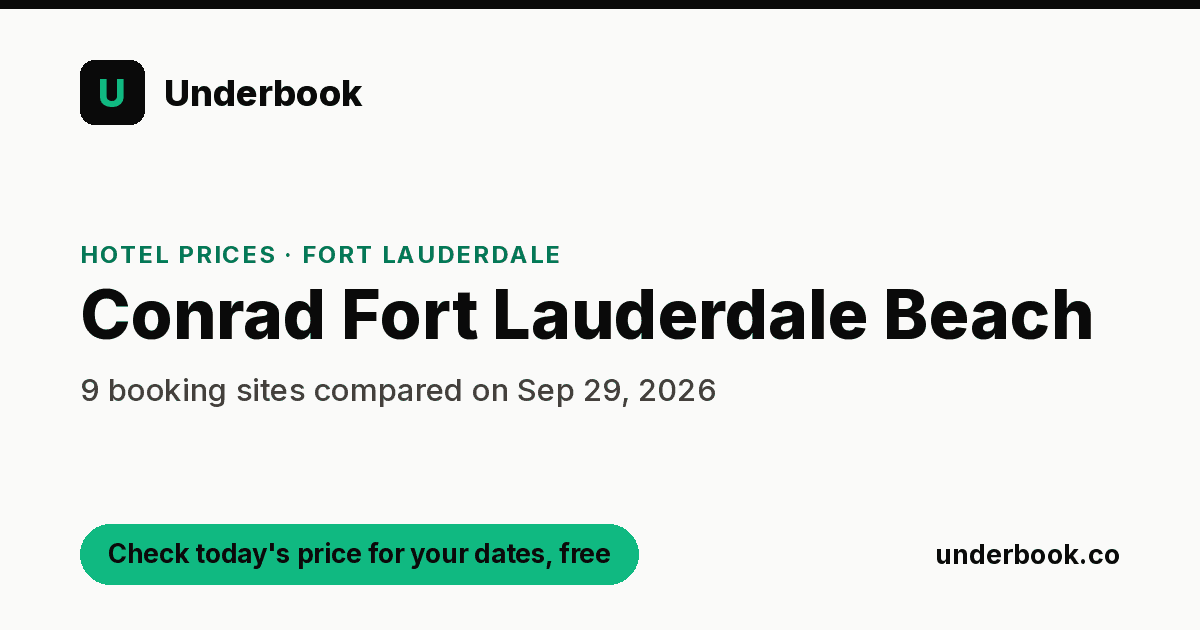 U Underbook
HOTEL PRICES · FORT LAUDERDALE
Conrad Fort Lauderdale Beach
9 booking sites compared on Sep 29, 2026
Check today's price for your dates, free
underbook.co